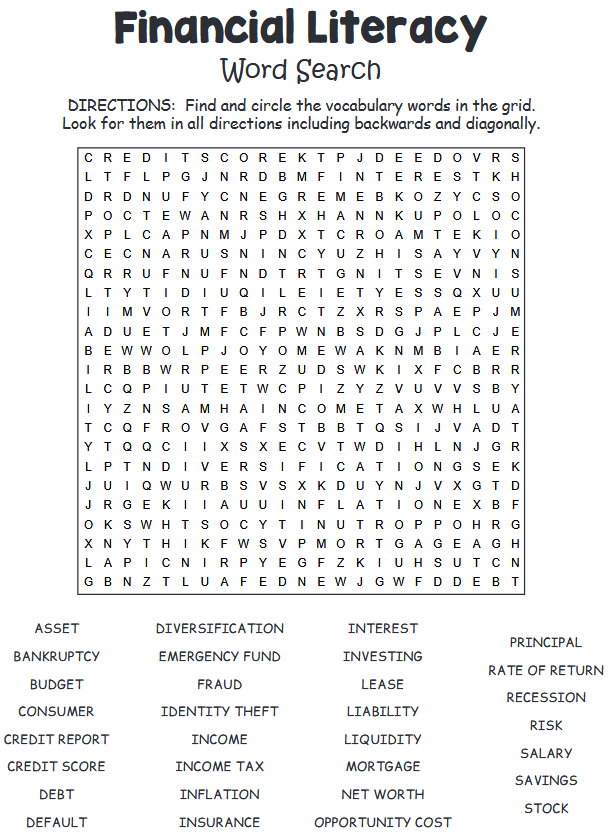 Financial Literacy
Word Search
DIRECTIONS: Find and circle the vocabulary words in the grid.
Look for them in all directions including backwards and diagonally.
C R E D I T S C O R E K T P J D E E D O V R S
L T F L P G J N R D B M F I N T E R E S T K H
D R D N U F Y C N E G R E M E B K O Z Y C S O
P O C T E W A N R S H X H A N N K U P O L O C
X P L C A P N M J P D X T C R O A M T E K I O
C E C N A R U S N I N C Y U Z H I S A Y V Y N
Q R R U F N U F N D T R T G N I T S E V N I S
L T Y T I D I U Q I L E I E T Y E S S Q X U U
I I M V O R T F B J R C T Z X R S P A E P J M
A D U E T J M F C F P W N B S D G J P L C J E
B E W W O L P J O Y O M E W A K N M B I A E R
I R B B W R P E E R Z U D S W K I X F C B R R
L C Q P I U T E T W C P I Z Y Z V U V V S B Y
I Y Z N S A M H A I N C O M E T A X W H L U A
T C Q F R O V G A F S T B B T Q S I J V A D T
Y T Q Q C I I X S X E C V T W D I H L N J G R
L P T N D I V E R S I F I C A T I O N G S E K
J U I Q W U R B S V S X K D U Y N J V X G T D
J R G E K I I A U U I N F L A T I O N E X B F
O K S W H T S O C Y T I N U T R O P P O H R G
X N Y T H I K F W S V P M O R T G A G E A G H
L A P I C N I R P Y E G F Z K I U H S U T C N
G B N Z T L U A F E D N E W J G W F D D E B T
ASSET DIVERSIFICATION INTEREST PRINCIPAL
BANKRUPTCY EMERGENCY FUND INVESTING RATE OF RETURN
BUDGET FRAUD LEASE RECESSION
CONSUMER IDENTITY THEFT LIABILITY RISK
CREDIT REPORT INCOME LIQUIDITY SALARY
CREDIT SCORE INCOME TAX MORTGAGE SAVINGS
DEBT INFLATION NET WORTH STOCK
DEFAULT INSURANCE OPPORTUNITY COST